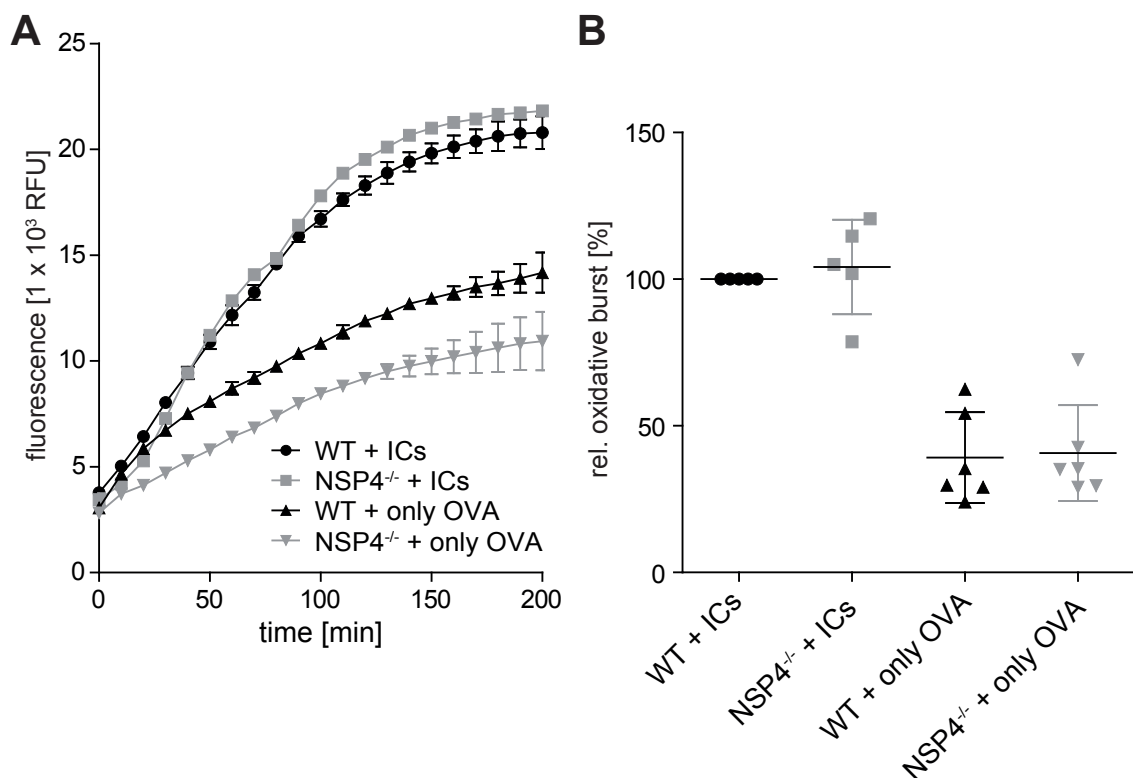 A
fluorescence [1 x 10³ RFU]
25
20
15
10
5
0
0 50 100 150 200
time [min]
WT + ICs
NSP4⁻/⁻ + ICs
WT + only OVA
NSP4⁻/⁻ + only OVA
B
rel. oxidative burst [%]
150
100
50
0
WT + ICs
NSP4⁻/⁻ + ICs
WT + only OVA
NSP4⁻/⁻ + only OVA